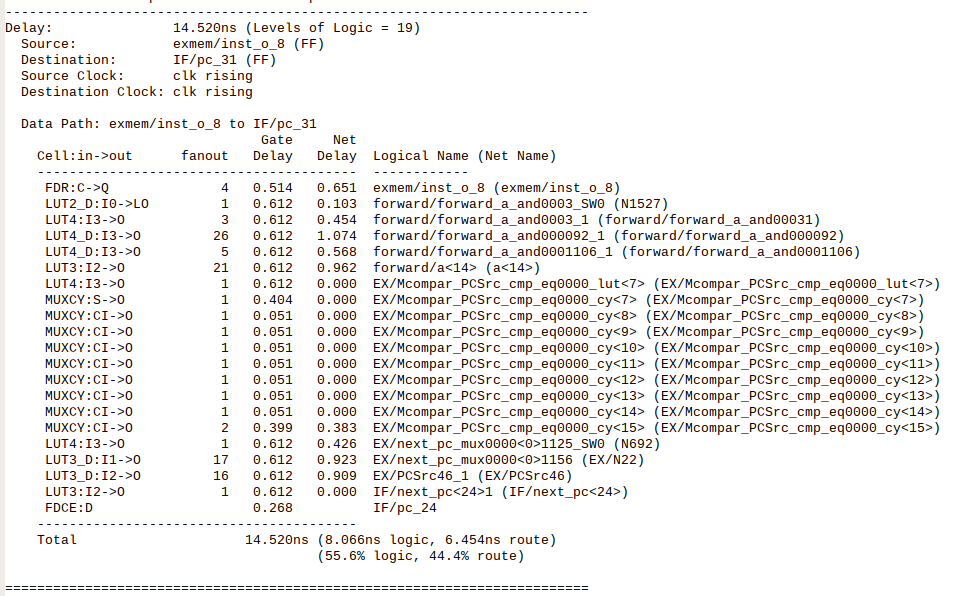 ---------------------------------------------------------------------------
Delay:               14.520ns (Levels of Logic = 19)
  Source:            exmem/inst_o_8 (FF)
  Destination:       IF/pc_31 (FF)
  Source Clock:      clk rising
  Destination Clock: clk rising

  Data Path: exmem/inst_o_8 to IF/pc_31
                                Gate     Net
    Cell:in->out      fanout   Delay   Delay  Logical Name (Net Name)
    ----------------------------------------  ------------
     FDR:C->Q              4   0.514   0.651  exmem/inst_o_8 (exmem/inst_o_8)
     LUT2_D:I0->LO         1   0.612   0.103  forward/forward_a_and0003_SW0 (N1527)
     LUT4:I3->O            3   0.612   0.454  forward/forward_a_and0003_1 (forward/forward_a_and00031)
     LUT4_D:I3->O         26   0.612   1.074  forward/forward_a_and000092_1 (forward/forward_a_and000092)
     LUT4_D:I3->O          5   0.612   0.568  forward/forward_a_and0001106_1 (forward/forward_a_and0001106)
     LUT3:I2->O           21   0.612   0.962  forward/a<14> (a<14>)
     LUT4:I3->O            1   0.612   0.000  EX/Mcompar_PCSrc_cmp_eq0000_lut<7> (EX/Mcompar_PCSrc_cmp_eq0000_lut<7>)
     MUXCY:S->O            1   0.404   0.000  EX/Mcompar_PCSrc_cmp_eq0000_cy<7> (EX/Mcompar_PCSrc_cmp_eq0000_cy<7>)
     MUXCY:CI->O           1   0.051   0.000  EX/Mcompar_PCSrc_cmp_eq0000_cy<8> (EX/Mcompar_PCSrc_cmp_eq0000_cy<8>)
     MUXCY:CI->O           1   0.051   0.000  EX/Mcompar_PCSrc_cmp_eq0000_cy<9> (EX/Mcompar_PCSrc_cmp_eq0000_cy<9>)
     MUXCY:CI->O           1   0.051   0.000  EX/Mcompar_PCSrc_cmp_eq0000_cy<10> (EX/Mcompar_PCSrc_cmp_eq0000_cy<10>)
     MUXCY:CI->O           1   0.051   0.000  EX/Mcompar_PCSrc_cmp_eq0000_cy<11> (EX/Mcompar_PCSrc_cmp_eq0000_cy<11>)
     MUXCY:CI->O           1   0.051   0.000  EX/Mcompar_PCSrc_cmp_eq0000_cy<12> (EX/Mcompar_PCSrc_cmp_eq0000_cy<12>)
     MUXCY:CI->O           1   0.051   0.000  EX/Mcompar_PCSrc_cmp_eq0000_cy<13> (EX/Mcompar_PCSrc_cmp_eq0000_cy<13>)
     MUXCY:CI->O           1   0.051   0.000  EX/Mcompar_PCSrc_cmp_eq0000_cy<14> (EX/Mcompar_PCSrc_cmp_eq0000_cy<14>)
     MUXCY:CI->O           2   0.399   0.383  EX/Mcompar_PCSrc_cmp_eq0000_cy<15> (EX/Mcompar_PCSrc_cmp_eq0000_cy<15>)
     LUT4:I3->O            1   0.612   0.426  EX/next_pc_mux0000<0>1125_SW0 (N692)
     LUT3_D:I1->O         17   0.612   0.923  EX/next_pc_mux0000<0>1156 (EX/N22)
     LUT3_D:I2->O         16   0.612   0.909  EX/PCSrc46_1 (EX/PCSrc46)
     LUT3:I2->O            1   0.612   0.000  IF/next_pc<24>1 (IF/next_pc<24>)
     FDCE:D                    0.268          IF/pc_24
    ----------------------------------------
    Total                     14.520ns (8.066ns logic, 6.454ns route)
                                       (55.6% logic, 44.4% route)

=========================================================================